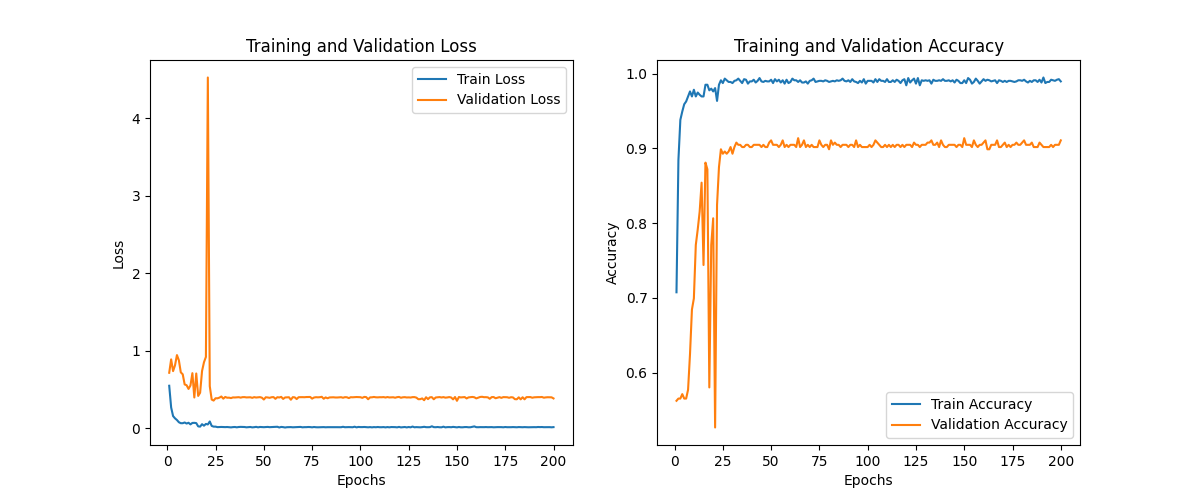 Training and Validation Loss
Train Loss
Validation Loss
4
3
2
1
0
Loss
0 25 50 75 100 125 150 175 200
Epochs
Training and Validation Accuracy
1.0
0.9
0.8
0.7
0.6
Accuracy
Train Accuracy
Validation Accuracy
0 25 50 75 100 125 150 175 200
Epochs